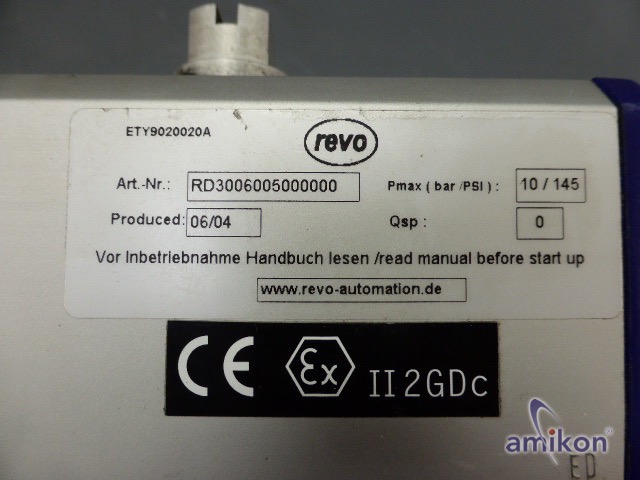 ETY9020020A
revo
Art.-Nr.: RD3006005000000 Pmax ( bar /PSI ) : 10 / 145
Produced: 06/04 Qsp : 0
Vor Inbetriebnahme Handbuch lesen /read manual before start up
www.revo-automation.de
CE Ex II2GDc
amikon®
ED